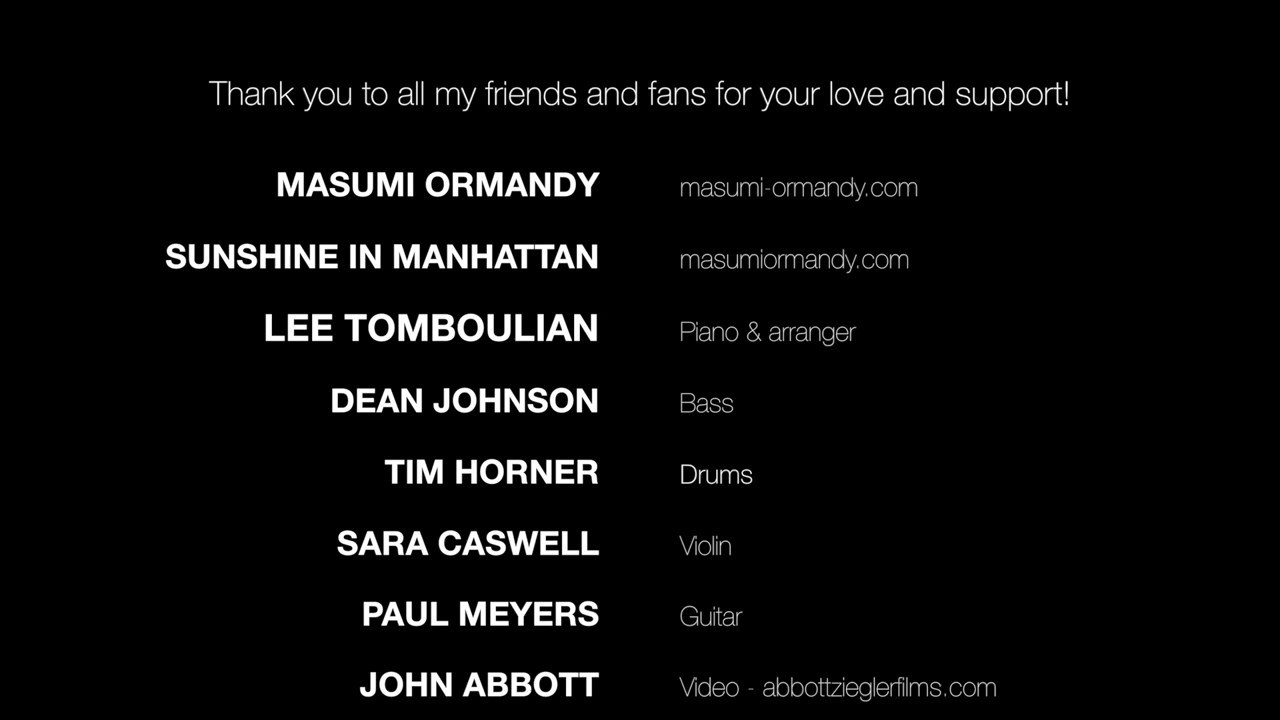 Thank you to all my friends and fans for your love and support!
MASUMI ORMANDY masumi-ormandy.com
SUNSHINE IN MANHATTAN masumiormandy.com
LEE TOMBOULIAN Piano & arranger
DEAN JOHNSON Bass
TIM HORNER Drums
SARA CASWELL Violin
PAUL MEYERS Guitar
JOHN ABBOTT Video - abbottzieglerfilms.com